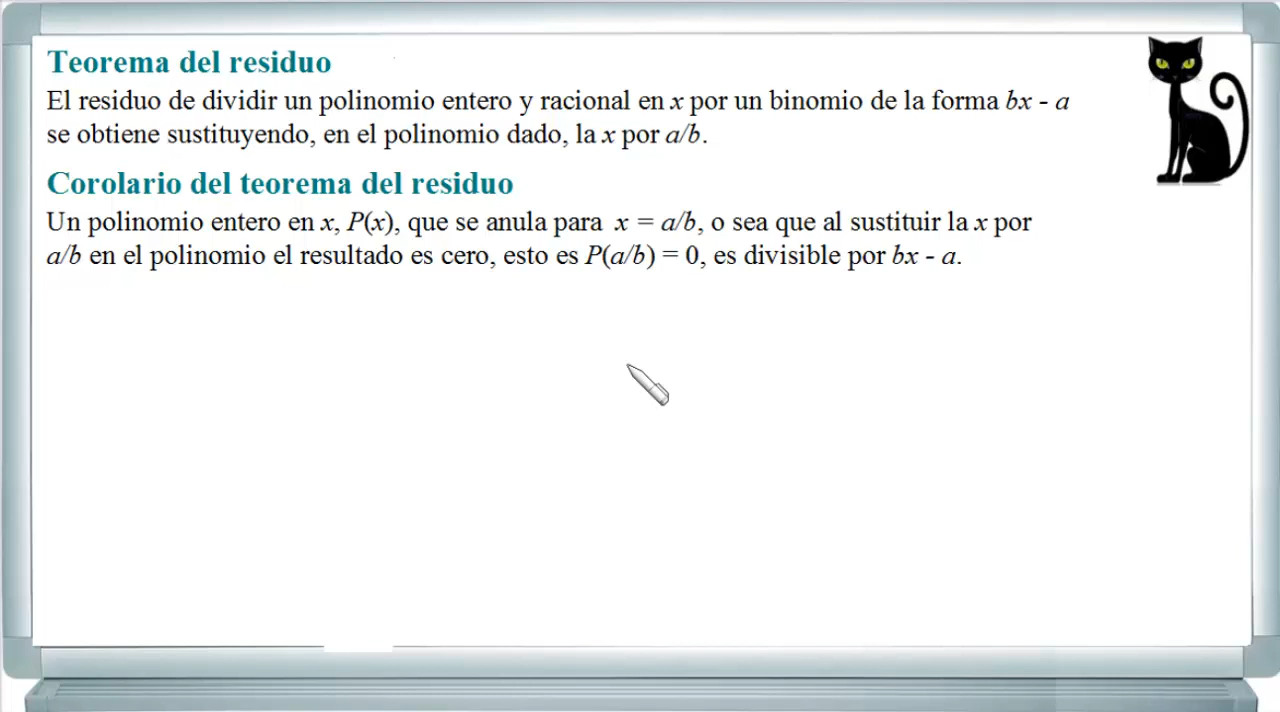 Teorema del residuo
El residuo de dividir un polinomio entero y racional en x por un binomio de la forma bx - a
se obtiene sustituyendo, en el polinomio dado, la x por a/b.
Corolario del teorema del residuo
Un polinomio entero en x, P(x), que se anula para x = a/b, o sea que al sustituir la x por
a/b en el polinomio el resultado es cero, esto es P(a/b) = 0, es divisible por bx - a.